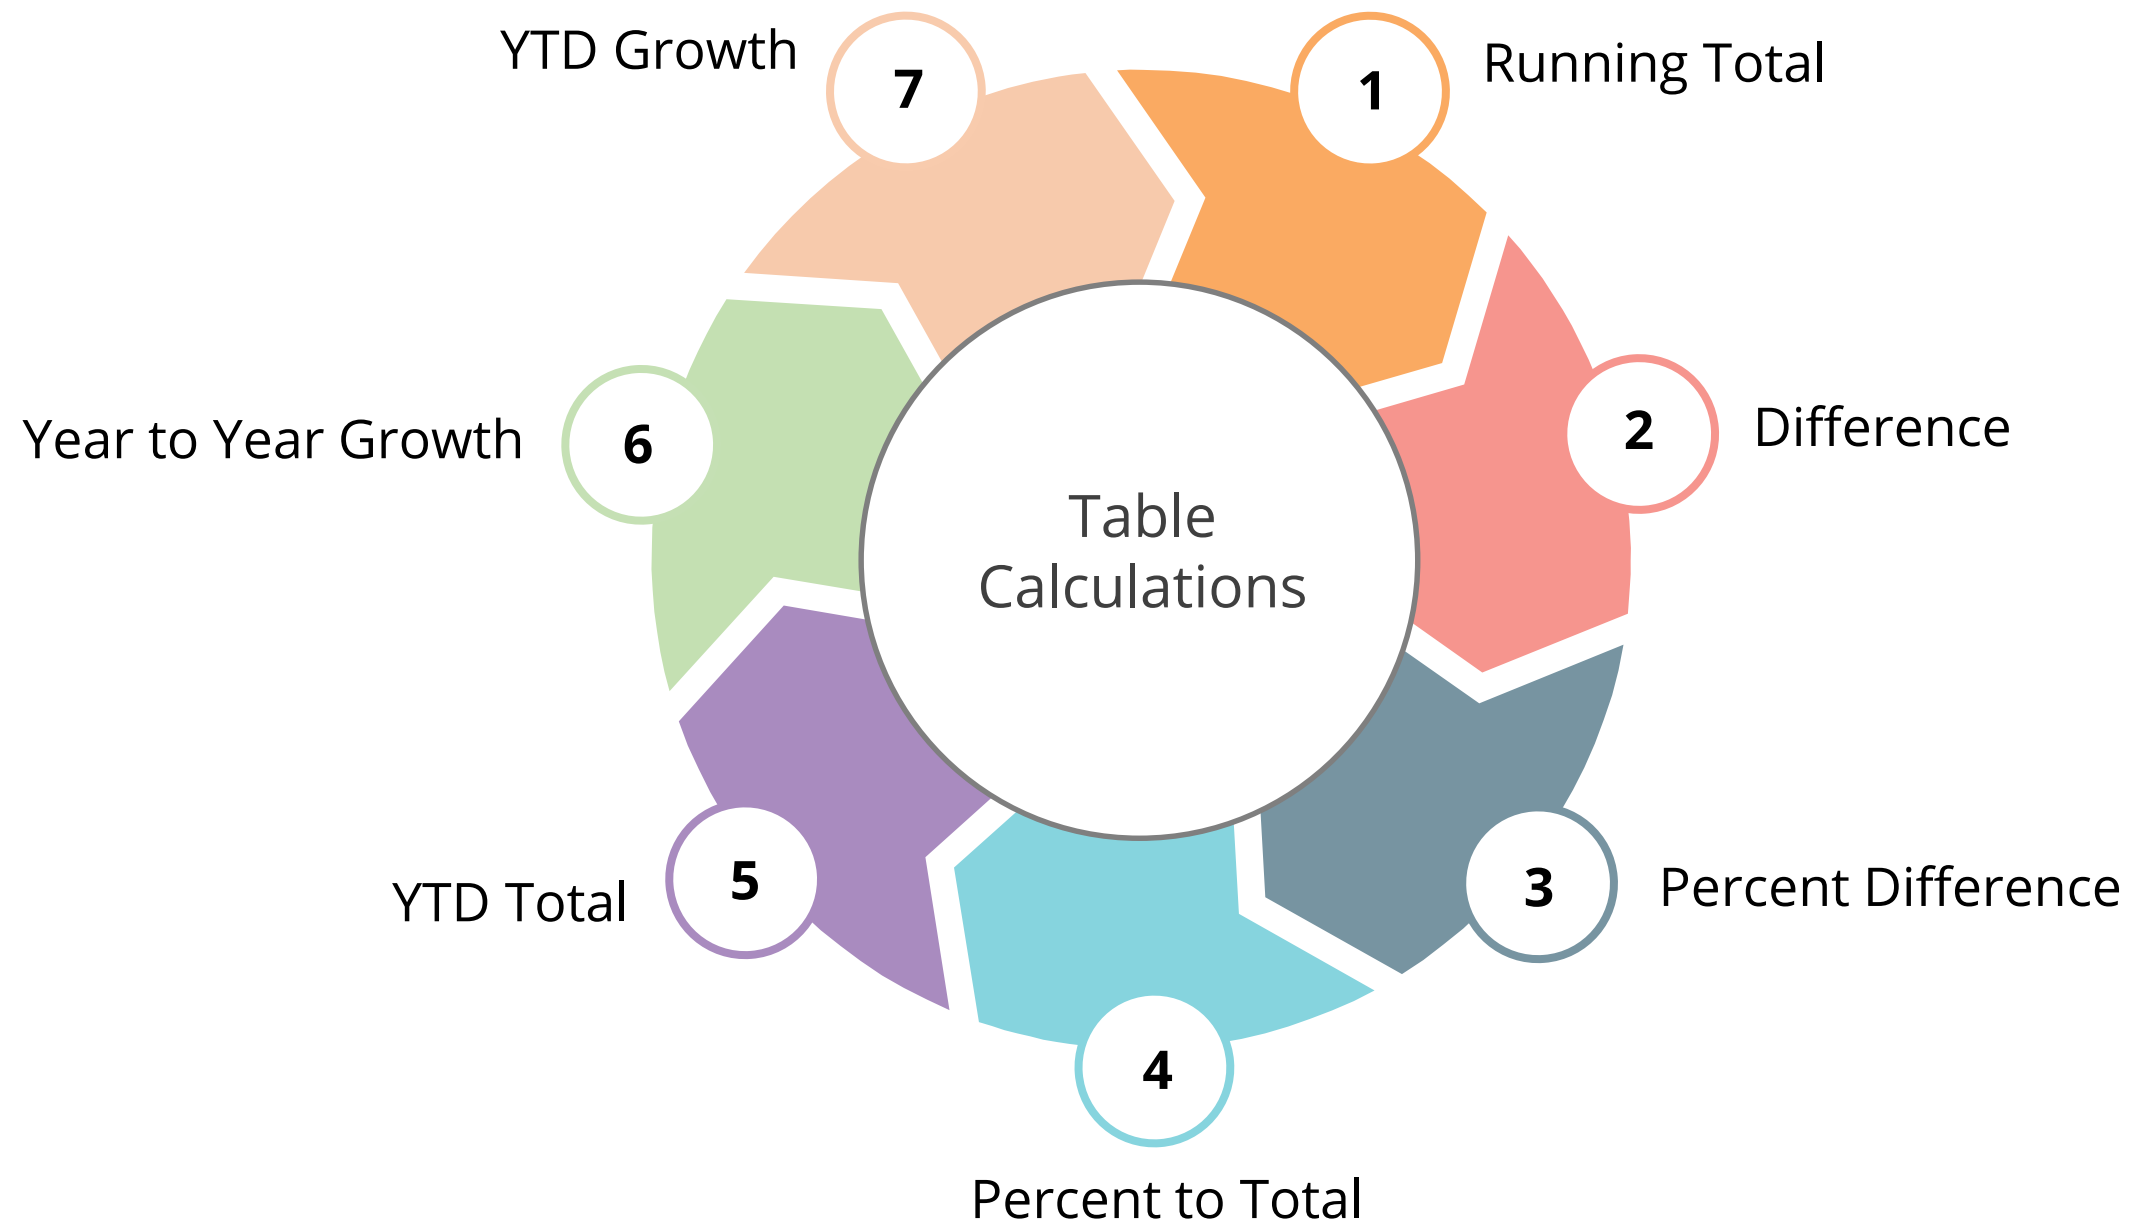 YTD Growth
7
1
Running Total
Year to Year Growth
6
2
Difference
Table
Calculations
YTD Total
5
3
Percent Difference
4
Percent to Total